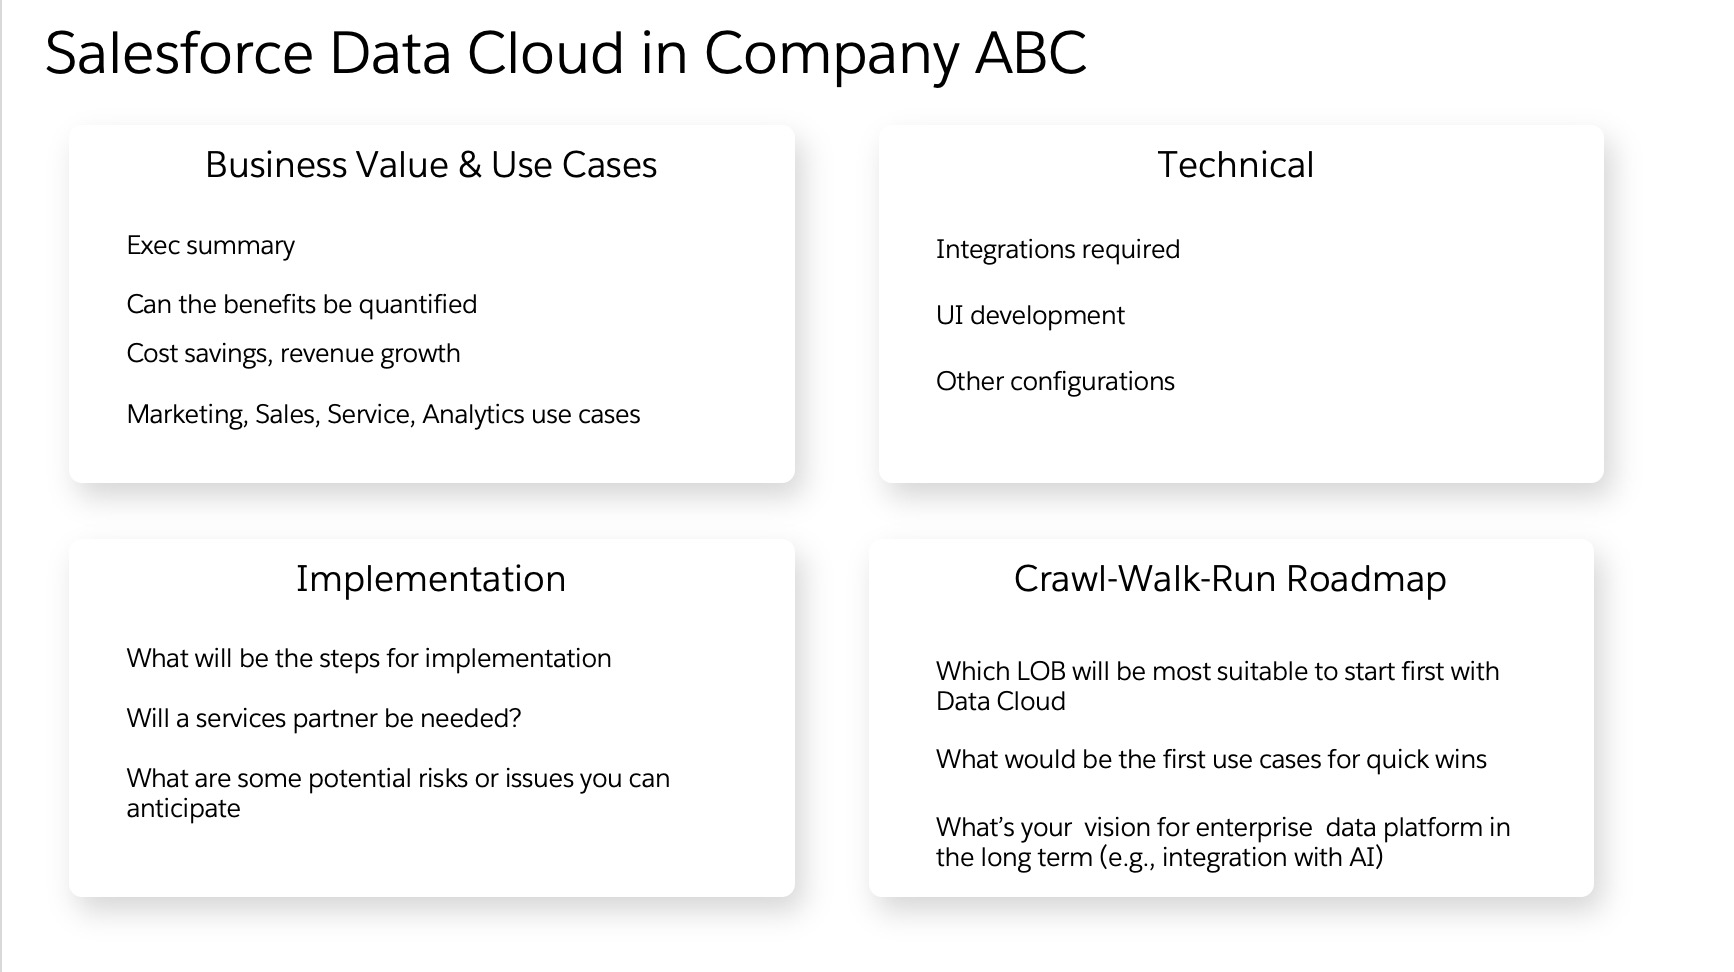 Salesforce Data Cloud in Company ABC
Business Value & Use Cases
Exec summary
Can the benefits be quantified
Cost savings, revenue growth
Marketing, Sales, Service, Analytics use cases
Technical
Integrations required
UI development
Other configurations
Implementation
What will be the steps for implementation
Will a services partner be needed?
What are some potential risks or issues you can
anticipate
Crawl-Walk-Run Roadmap
Which LOB will be most suitable to start first with
Data Cloud
What would be the first use cases for quick wins
What’s your  vision for enterprise  data platform in
the long term (e.g., integration with AI)